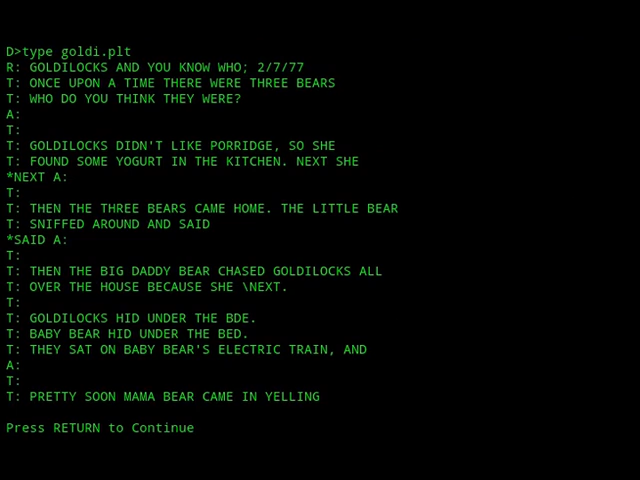 D>type goldi.plt
R: GOLDILOCKS AND YOU KNOW WHO; 2/7/77
T: ONCE UPON A TIME THERE WERE THREE BEARS
T: WHO DO YOU THINK THEY WERE?
A:
T:
T: GOLDILOCKS DIDN'T LIKE PORRIDGE, SO SHE
T: FOUND SOME YOGURT IN THE KITCHEN. NEXT SHE
*NEXT A:
T:
T: THEN THE THREE BEARS CAME HOME. THE LITTLE BEAR
T: SNIFFED AROUND AND SAID
*SAID A:
T:
T: THEN THE BIG DADDY BEAR CHASED GOLDILOCKS ALL
T: OVER THE HOUSE BECAUSE SHE \NEXT.
T:
T: GOLDILOCKS HID UNDER THE BDE.
T: BABY BEAR HID UNDER THE BED.
T: THEY SAT ON BABY BEAR'S ELECTRIC TRAIN, AND
A:
T:
T: PRETTY SOON MAMA BEAR CAME IN YELLING
Press RETURN to Continue